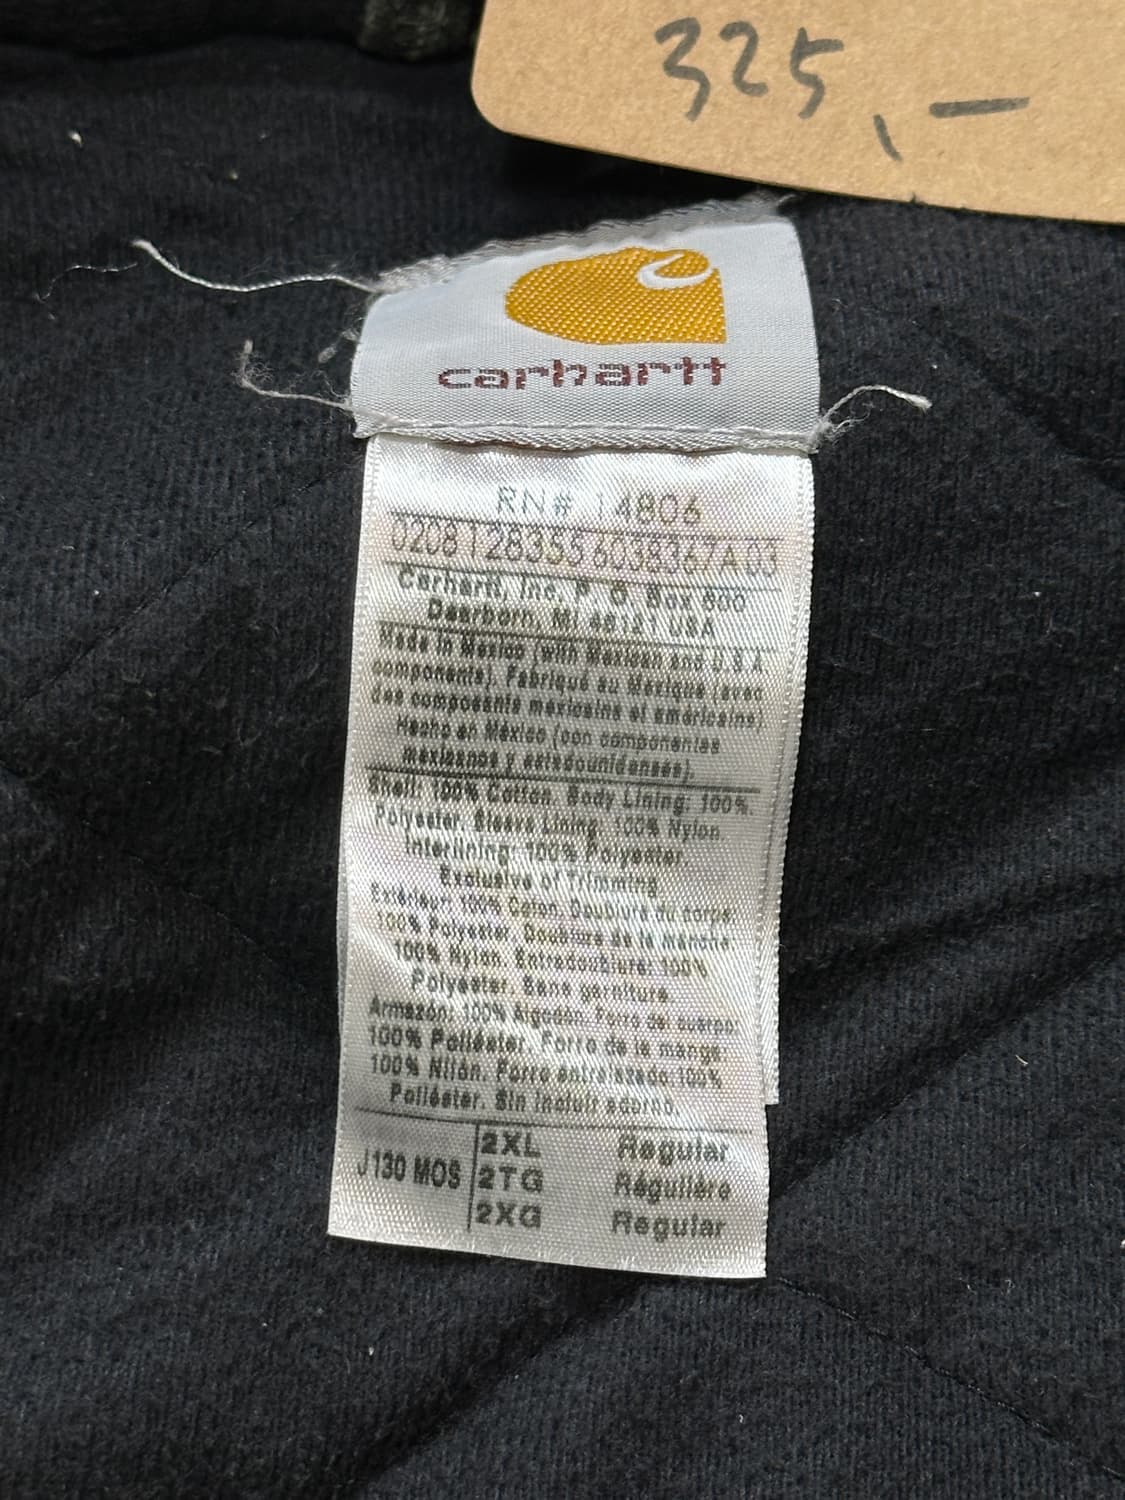 325,-
carhartt
RN# 14806
0208128355 6038367A03
Carhartt, Inc. P. O. Box 600
Dearborn, MI 48121 USA
Made in Mexico (with Mexican and U.S.A.
components). Fabriqué au Mexique (avec
des composants mexicains et américains)
Hecho en México (con componentes
mexicanos y estadounidenses).
Shell: 100% Cotton. Body Lining: 100%
Polyester. Sleeve Lining: 100% Nylon
Interlining: 100% Polyester.
Exclusive of Trimming
Extérieur: 100% Coton. Doublure du corps:
100% Polyester. Doublure de la manche
100% Nylon. Entredoublure: 100%
Polyester. Sans garniture.
Armazón: 100% Algodón. Forro de cuerpo:
100% Poliéster. Forro de la manga:
100% Nilón. Forro entrelazado 100%
Poliéster. Sin incluir adorno.
J130 MOS
2XL Regular
2TG Régulière
2XG Regular